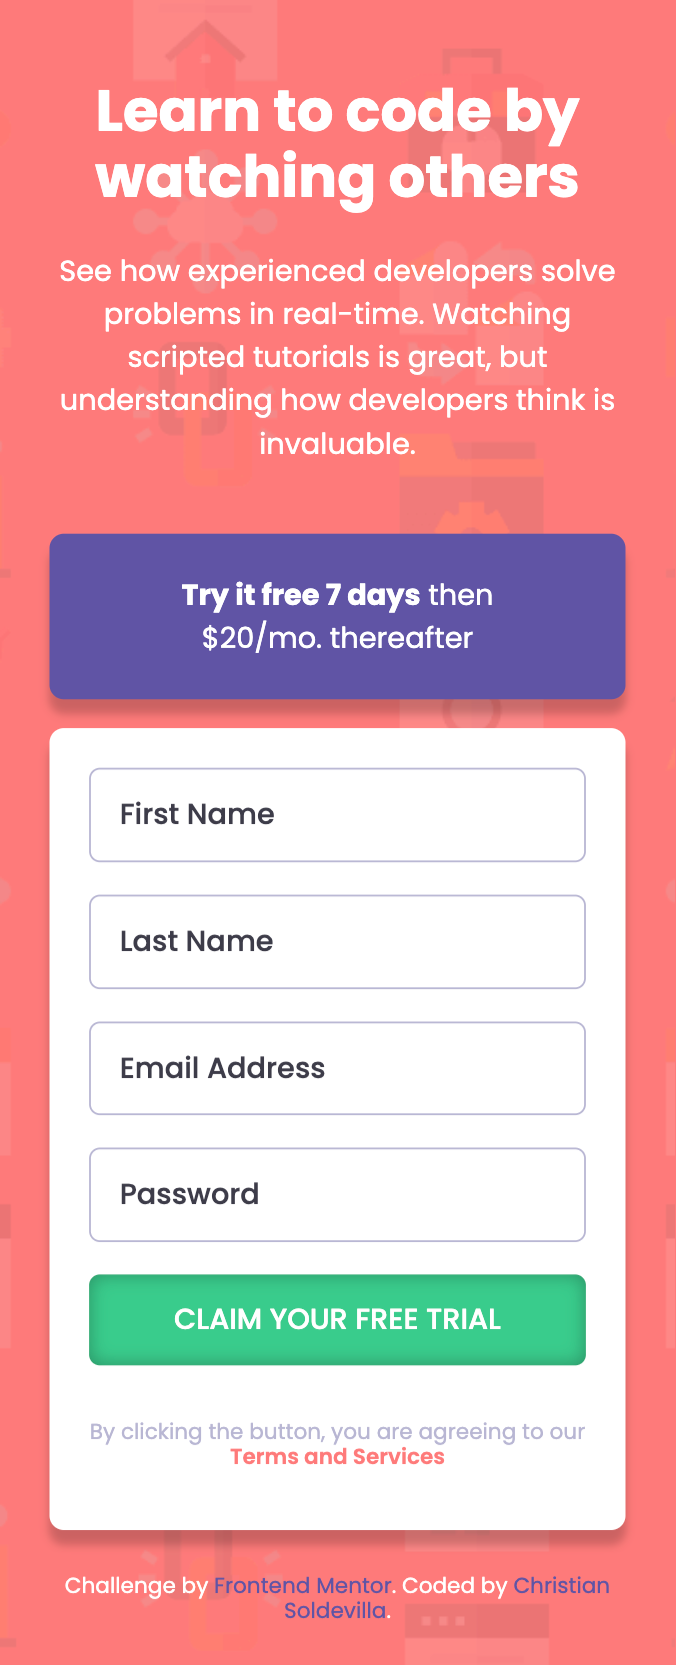 Learn to code by
watching others
See how experienced developers solve
problems in real-time. Watching
scripted tutorials is great, but
understanding how developers think is
invaluable.
Try it free 7 days then
$20/mo. thereafter
First Name
Last Name
Email Address
Password
CLAIM YOUR FREE TRIAL
By clicking the button, you are agreeing to our
Terms and Services
Challenge by Frontend Mentor. Coded by Christian
Soldevilla.